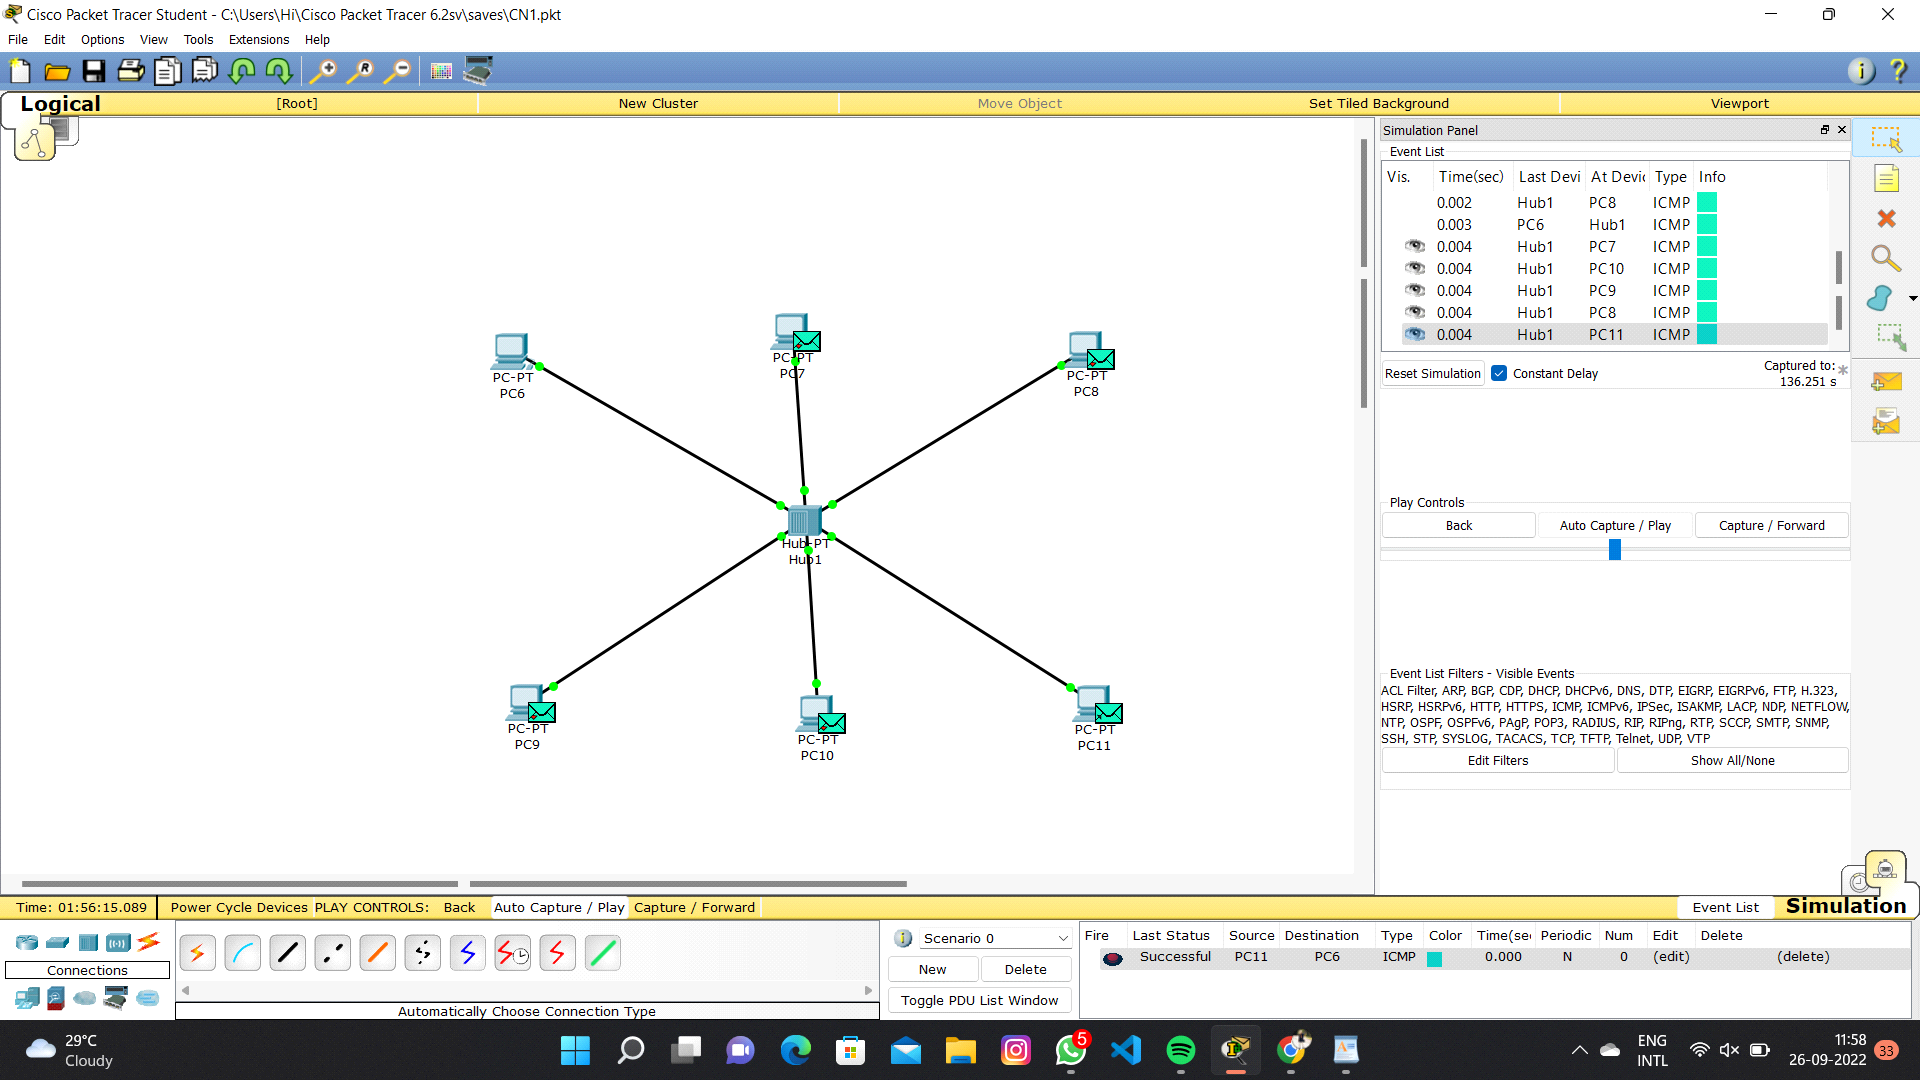 Cisco Packet Tracer Student - C:\Users\Hi\Cisco Packet Tracer 6.2sv\saves\CN1.pkt
File Edit Options View Tools Extensions Help
Logical [Root] New Cluster Move Object Set Tiled Background Viewport
Simulation Panel
Event List
Vis. Time(sec) Last Devi At Devic Type Info
0.002 Hub1 PC8 ICMP
0.003 PC6 Hub1 ICMP
0.004 Hub1 PC7 ICMP
0.004 Hub1 PC10 ICMP
0.004 Hub1 PC9 ICMP
0.004 Hub1 PC8 ICMP
0.004 Hub1 PC11 ICMP
Reset Simulation Constant Delay Captured to: *
136.251 s
PC-PT
PC6
PC-PT
PC7
PC-PT
PC8
Hub-PT
Hub1
PC-PT
PC9
PC-PT
PC10
PC-PT
PC11
Play Controls
Back Auto Capture / Play Capture / Forward
Event List Filters - Visible Events
ACL Filter, ARP, BGP, CDP, DHCP, DHCPv6, DNS, DTP, EIGRP, EIGRPv6, FTP, H.323,
HSRP, HSRPv6, HTTP, HTTPS, ICMP, ICMPv6, IPSec, ISAKMP, LACP, NDP, NETFLOW,
NTP, OSPF, OSPFv6, PAgP, POP3, RADIUS, RIP, RIPng, RTP, SCCP, SMTP, SNMP,
SSH, STP, SYSLOG, TACACS, TCP, TFTP, Telnet, UDP, VTP
Edit Filters Show All/None
Time: 01:56:15.089 Power Cycle Devices PLAY CONTROLS: Back Auto Capture / Play Capture / Forward Event List Simulation
Connections
Automatically Choose Connection Type
Scenario 0
New Delete
Toggle PDU List Window
Fire Last Status Source Destination Type Color Time(sec Periodic Num Edit Delete
Successful PC11 PC6 ICMP 0.000 N 0 (edit) (delete)
29°C
Cloudy
5
ENG
INTL
11:58
26-09-2022
33